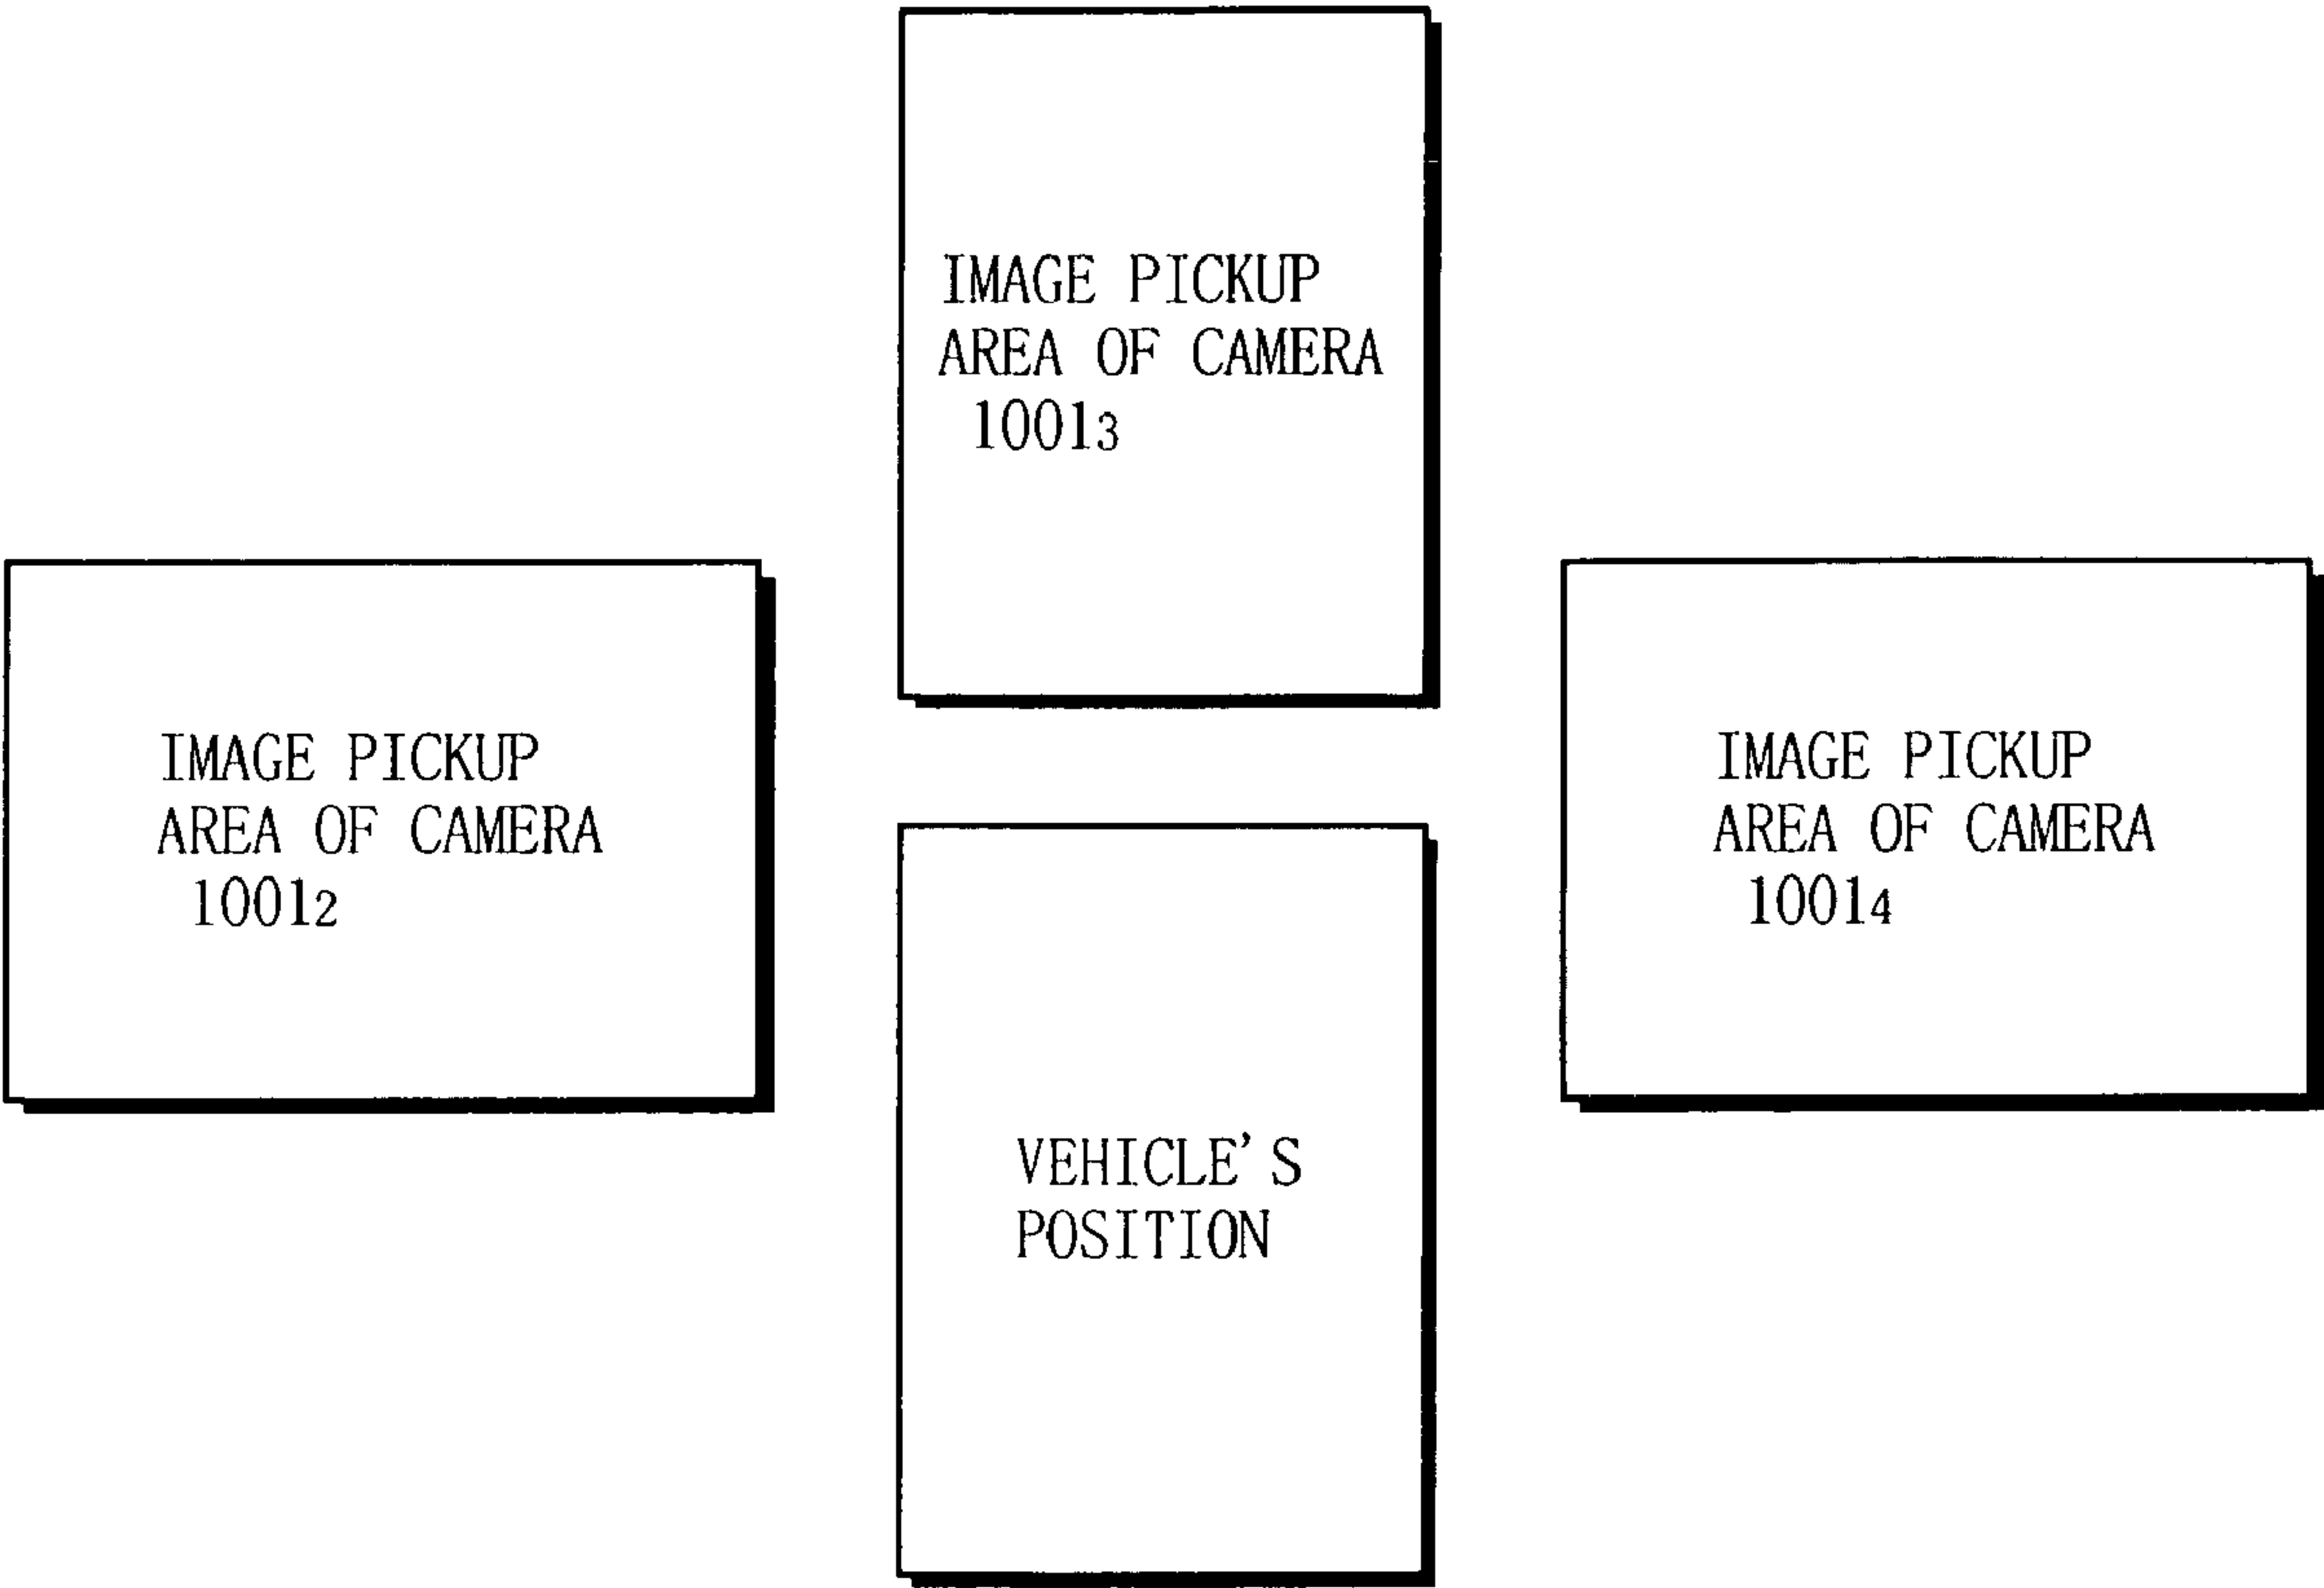 IMAGE PICKUP
AREA OF CAMERA
1001₃
IMAGE PICKUP
AREA OF CAMERA
1001₂
IMAGE PICKUP
AREA OF CAMERA
1001₄
VEHICLE'S
POSITION